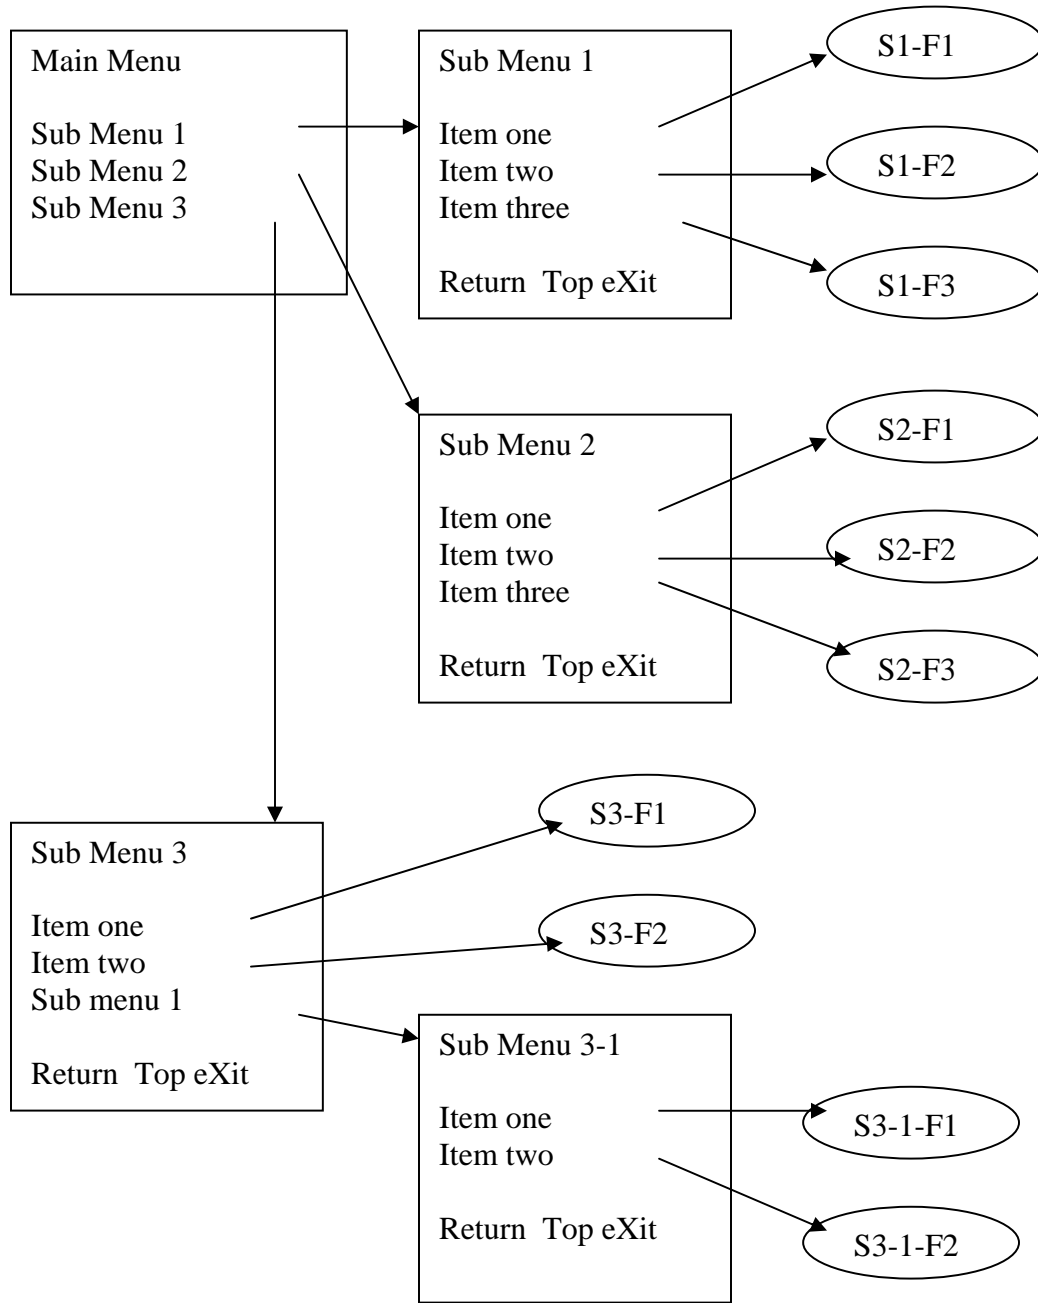 Main Menu
Sub Menu 1
Sub Menu 2
Sub Menu 3
Sub Menu 1
Item one
Item two
Item three
Return  Top eXit
S1-F1
S1-F2
S1-F3
Sub Menu 2
Item one
Item two
Item three
Return  Top eXit
S2-F1
S2-F2
S2-F3
Sub Menu 3
Item one
Item two
Sub menu 1
Return  Top eXit
S3-F1
S3-F2
Sub Menu 3-1
Item one
Item two
Return  Top eXit
S3-1-F1
S3-1-F2